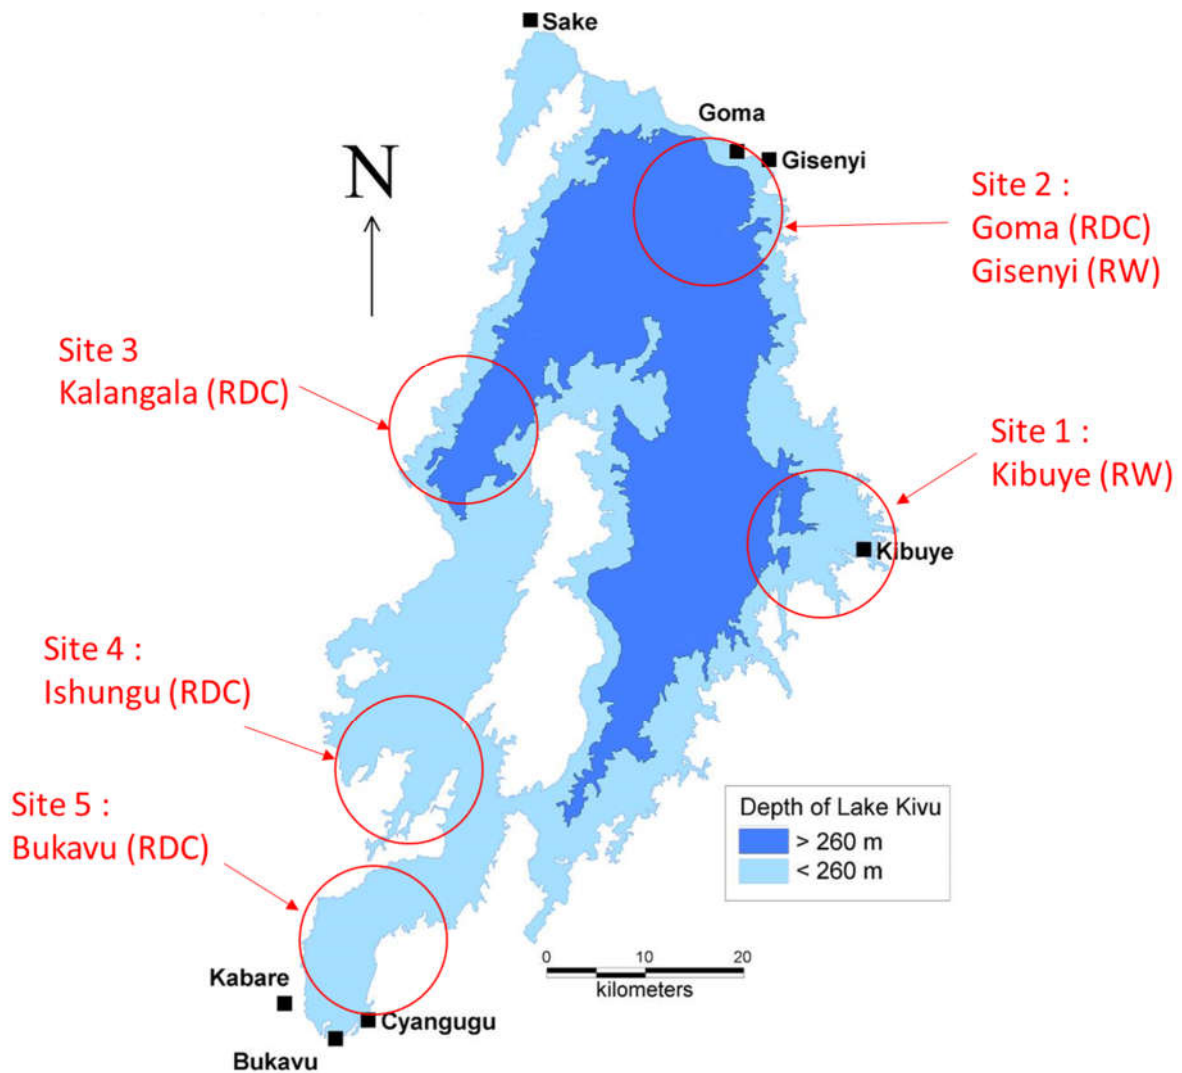 Sake
Goma
Gisenyi
N
Site 2 :
Goma (RDC)
Gisenyi (RW)
Site 3
Kalangala (RDC)
Site 1 :
Kibuye (RW)
Kibuye
Site 4 :
Ishungu (RDC)
Site 5 :
Bukavu (RDC)
Depth of Lake Kivu
> 260 m
< 260 m
0 10 20
kilometers
Kabare
Cyangugu
Bukavu